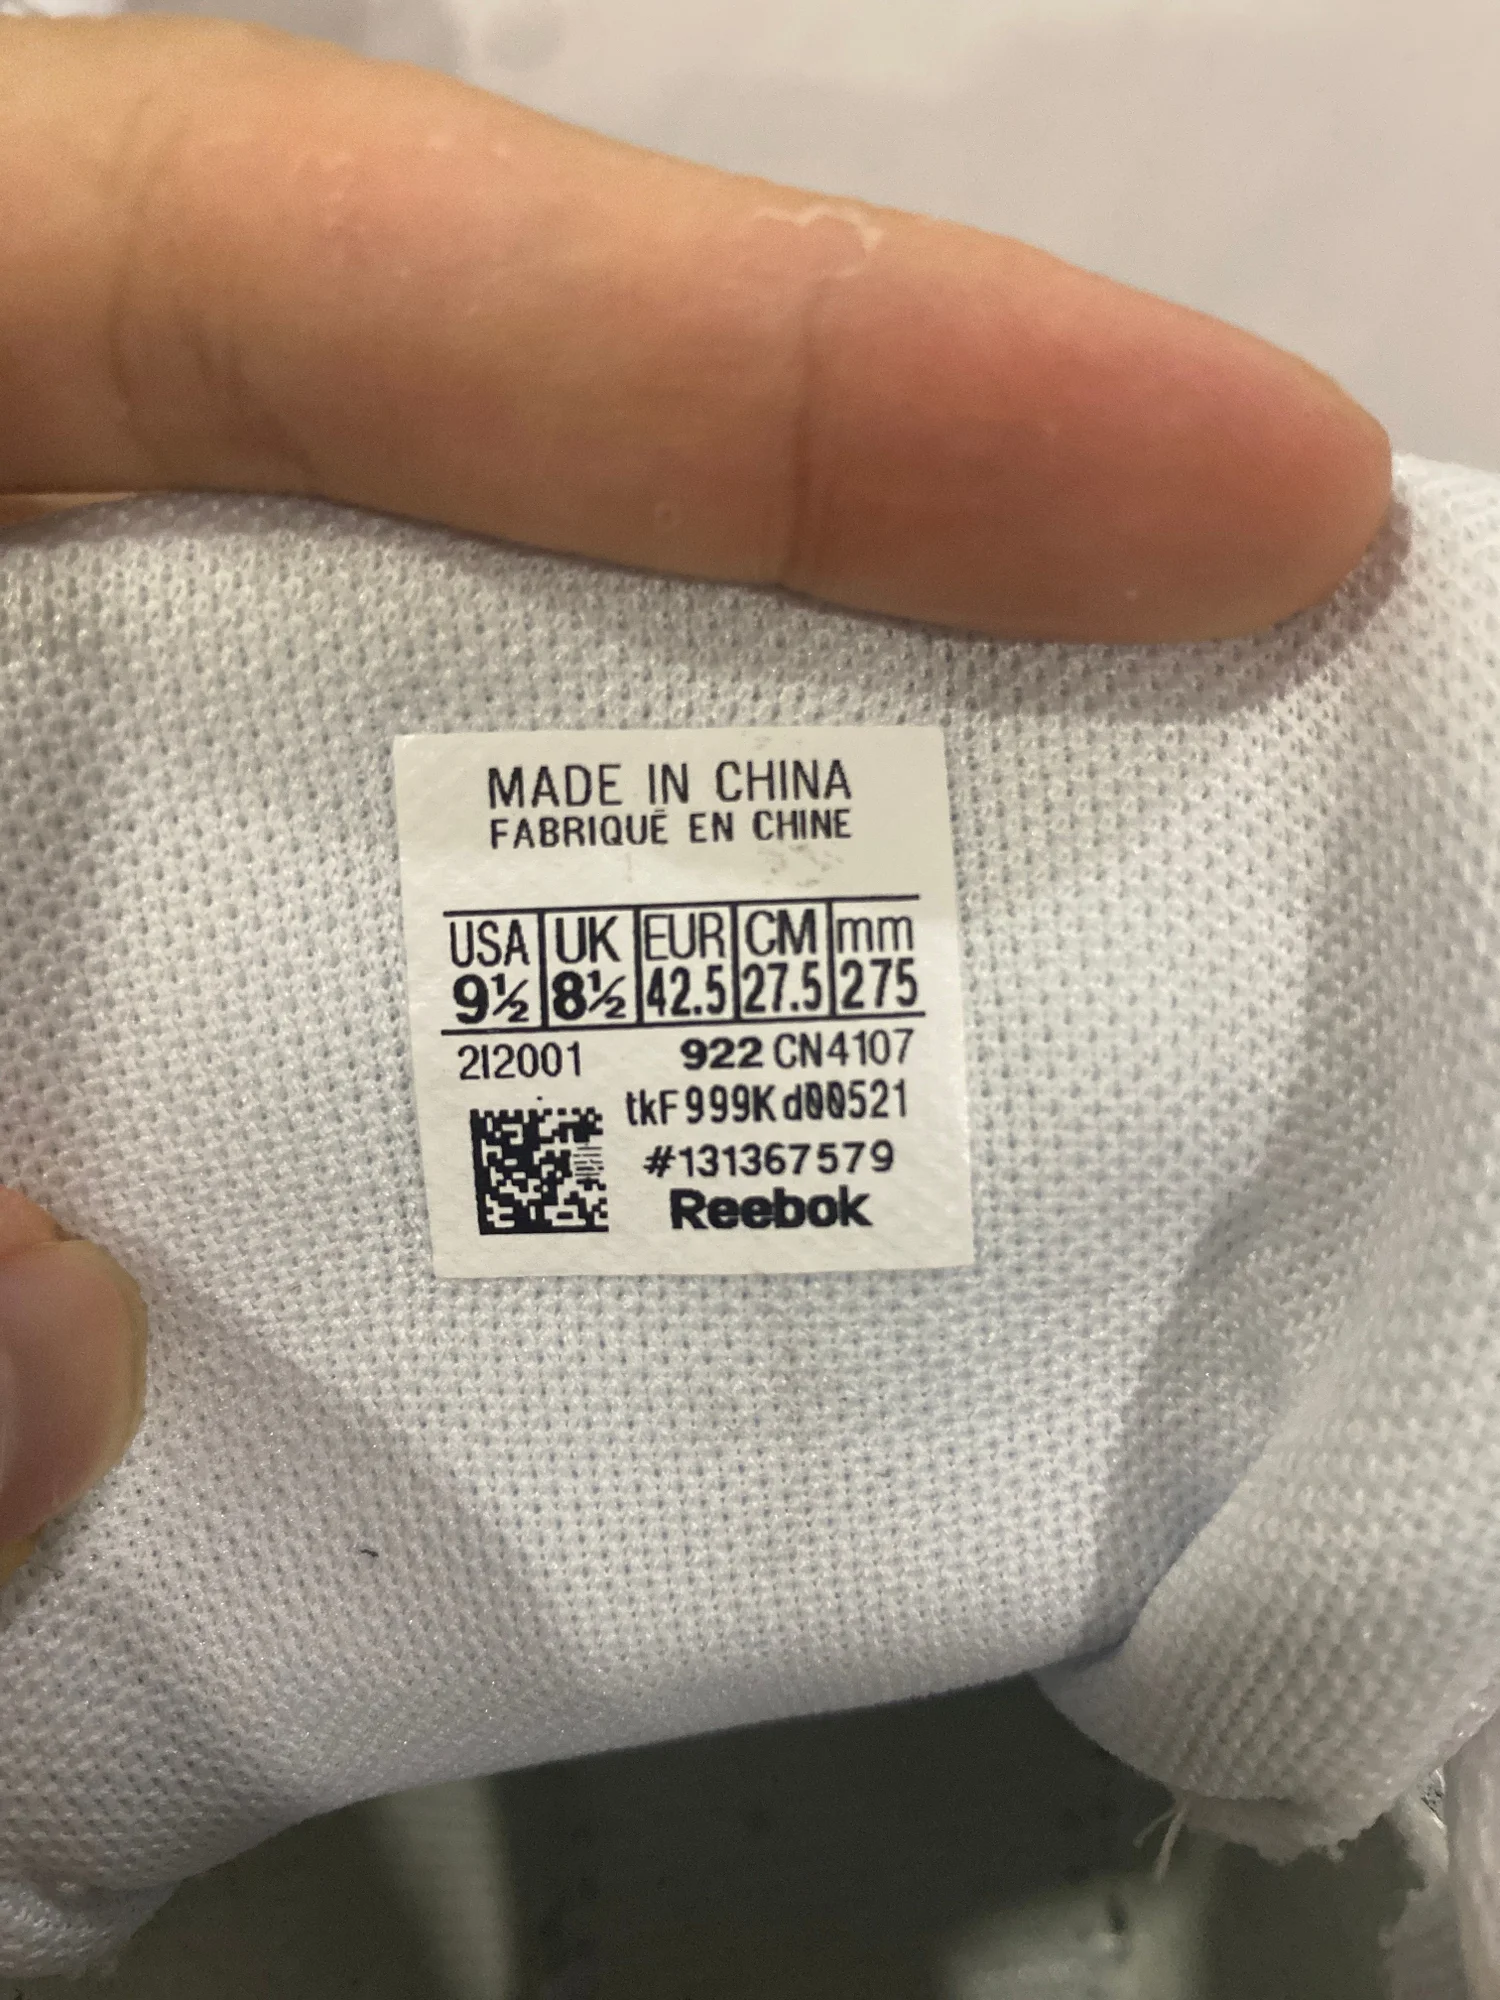 MADE IN CHINA
FABRIQUÉ EN CHINE
USA UK EUR CM mm
9½ 8½ 42.5 27.5 275
2I2001 922 CN4107
tkF999Kd00521
#131367579
Reebok